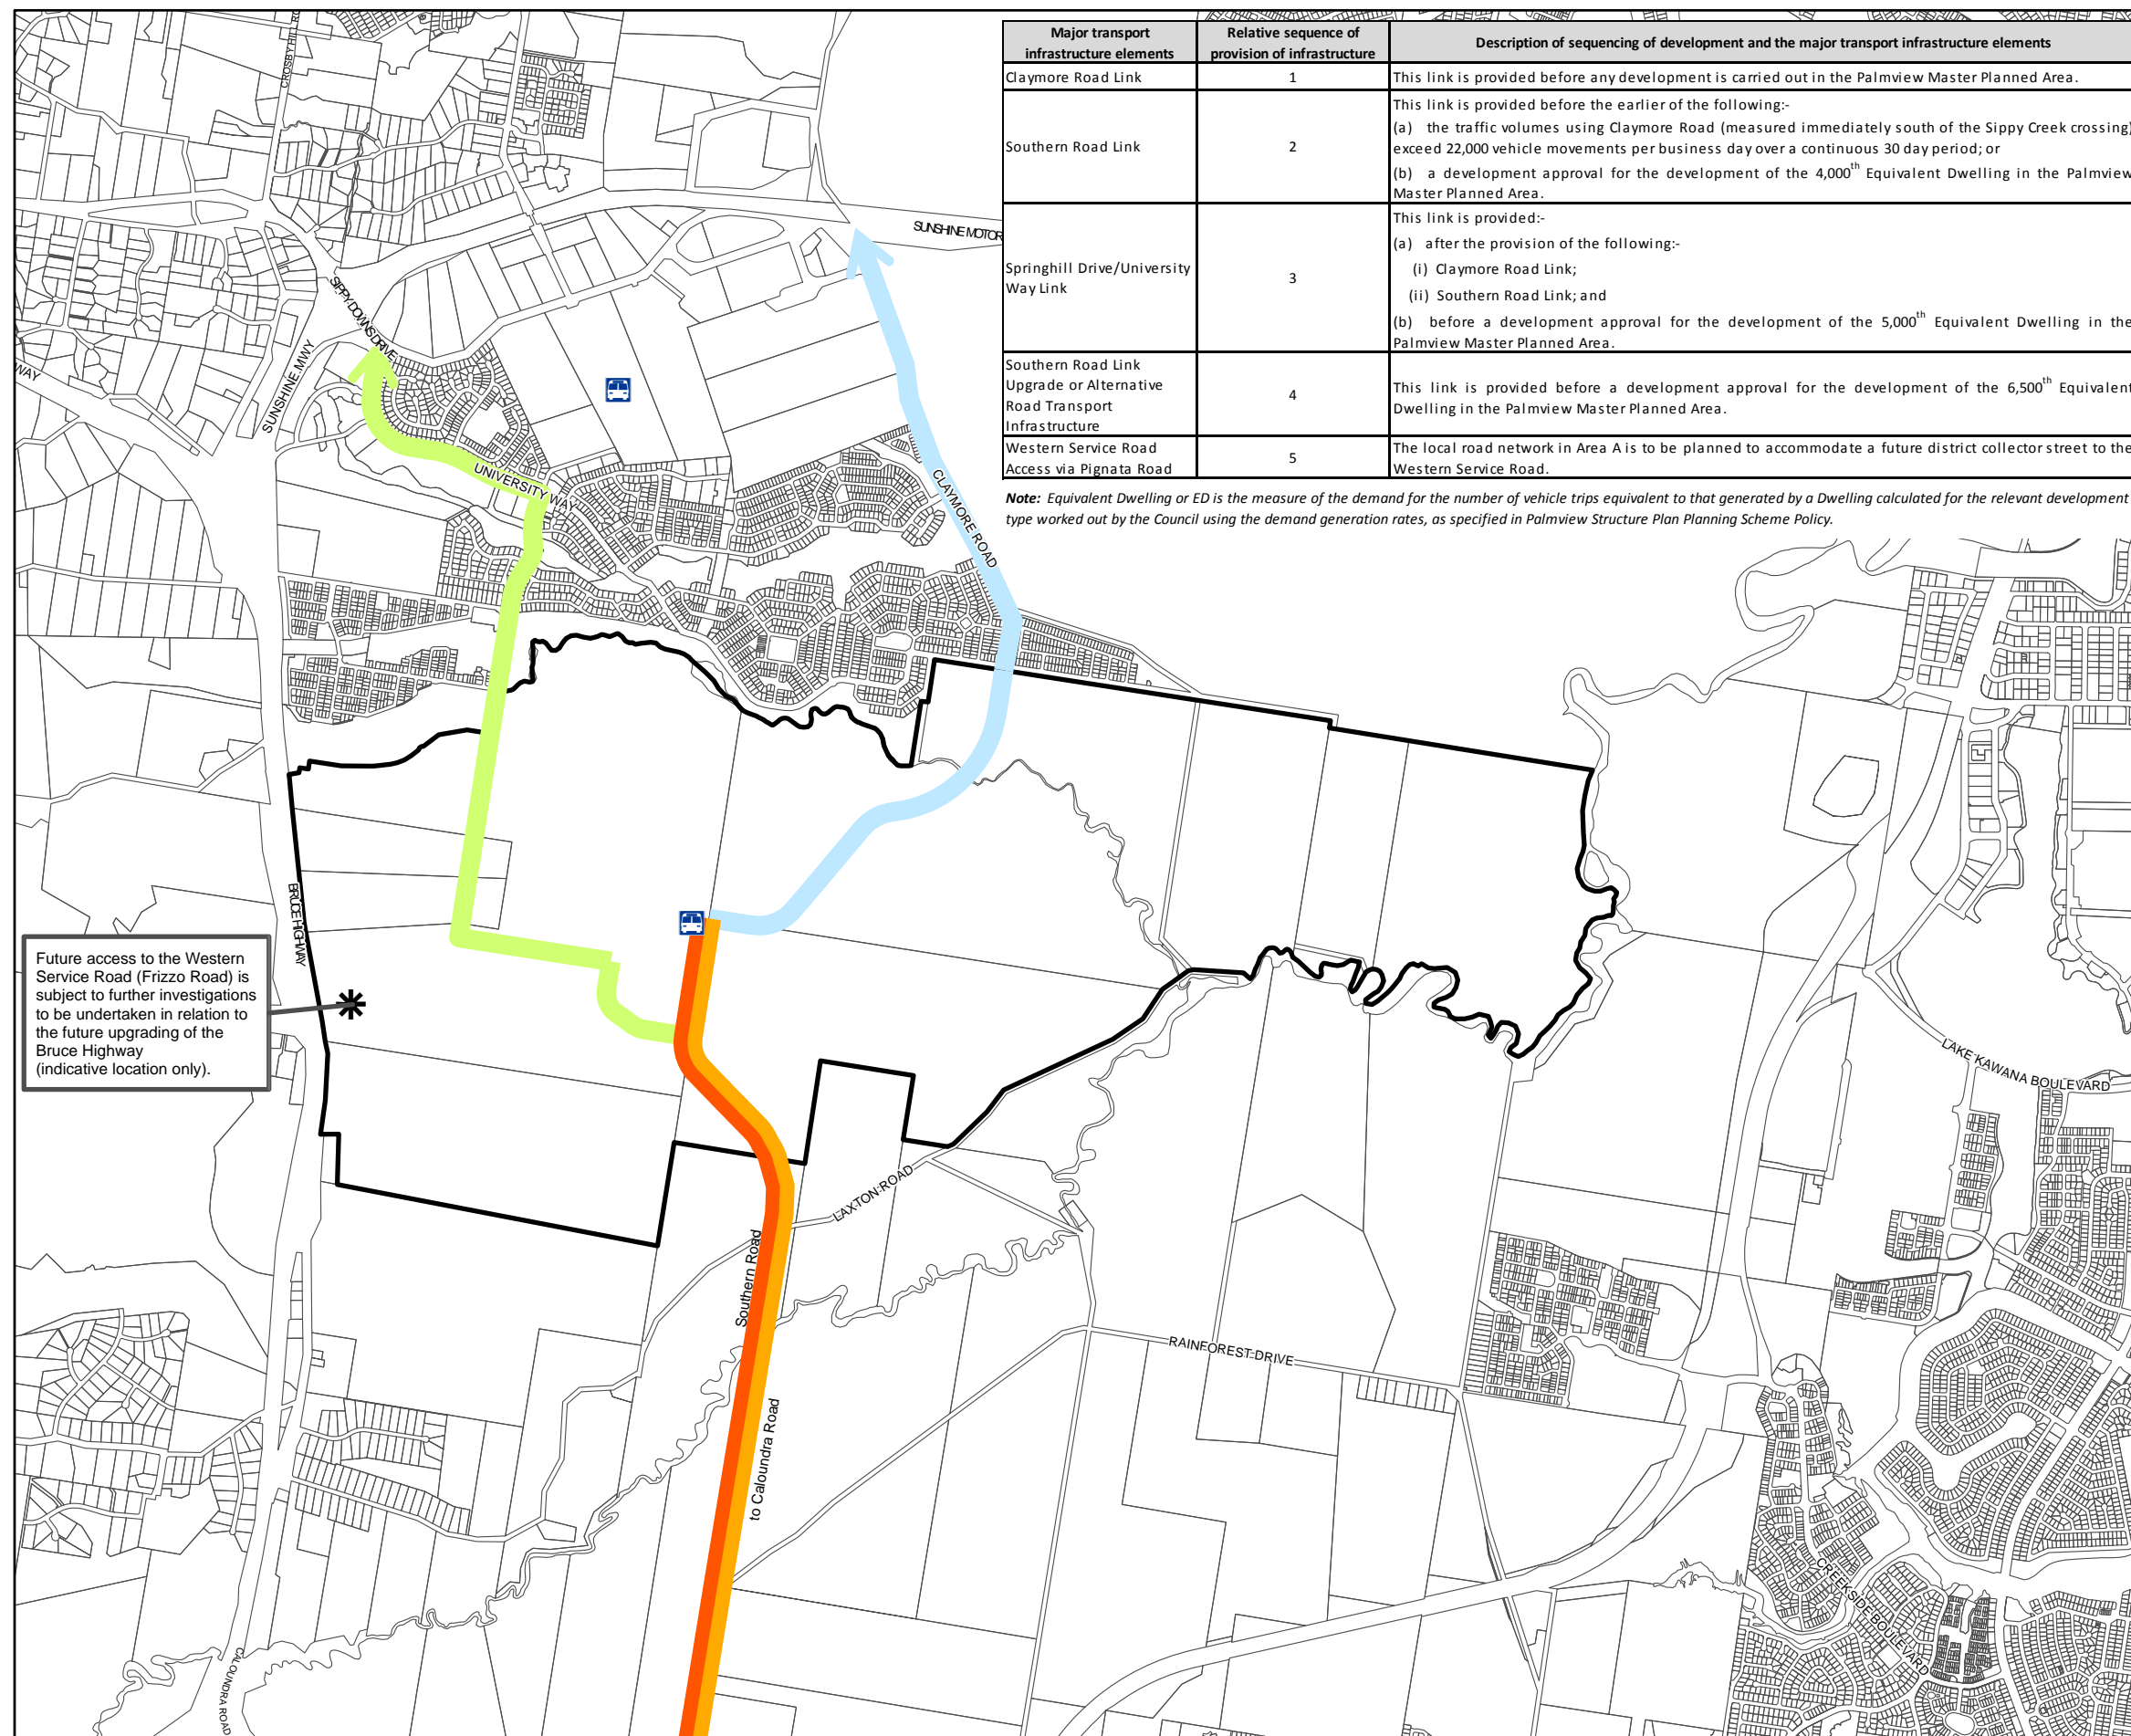 Major transport infrastructure elements
Relative sequence of provision of infrastructure
Description of sequencing of development and the major transport infrastructure elements
Claymore Road Link
1
This link is provided before any development is carried out in the Palmview Master Planned Area.
Southern Road Link
2
This link is provided before the earlier of the following:-
(a) the traffic volumes using Claymore Road (measured immediately south of the Sippy Creek crossing)
exceed 22,000 vehicle movements per business day over a continuous 30 day period; or
(b) a development approval for the development of the 4,000th Equivalent Dwelling in the Palmview
Master Planned Area.
Springhill Drive/University
Way Link
3
This link is provided:-
(a) after the provision of the following:-
(i) Claymore Road Link;
(ii) Southern Road Link; and
(b) before a development approval for the development of the 5,000th Equivalent Dwelling in the
Palmview Master Planned Area.
Southern Road Link
Upgrade or Alternative
Road Transport
Infrastructure
4
This link is provided before a development approval for the development of the 6,500th Equivalent
Dwelling in the Palmview Master Planned Area.
Western Service Road
Access via Pignata Road
5
The local road network in Area A is to be planned to accommodate a future district collector street to the
Western Service Road.
Note: Equivalent Dwelling or ED is the measure of the demand for the number of vehicle trips equivalent to that generated by a Dwelling calculated for the relevant development
type worked out by the Council using the demand generation rates, as specified in Palmview Structure Plan Planning Scheme Policy.
CROSBY HILL RO
SUNSHINE MOTOR
SIPPY DOWNS DRIVE
SUNSHINE MWY
WAY
UNIVERSITY WAY
CLAYMORE ROAD
BRUCE HIGHWAY
Future access to the Western
Service Road (Frizzo Road) is
subject to further investigations
to be undertaken in relation to
the future upgrading of the
Bruce Highway
(indicative location only).
LAKE KAWANA BOULEVARD
LAXTON ROAD
Southern Road
RAINFOREST DRIVE
to Caloundra Road
CREEKSIDE BOULEVARD
CALOUNDRA ROAD